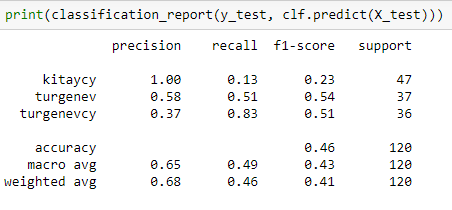 print(classification_report(y_test, clf.predict(X_test)))
precision recall f1-score support
kitaycy 1.00 0.13 0.23 47
turgenev 0.58 0.51 0.54 37
turgenevcy 0.37 0.83 0.51 36
accuracy 0.46 120
macro avg 0.65 0.49 0.43 120
weighted avg 0.68 0.46 0.41 120